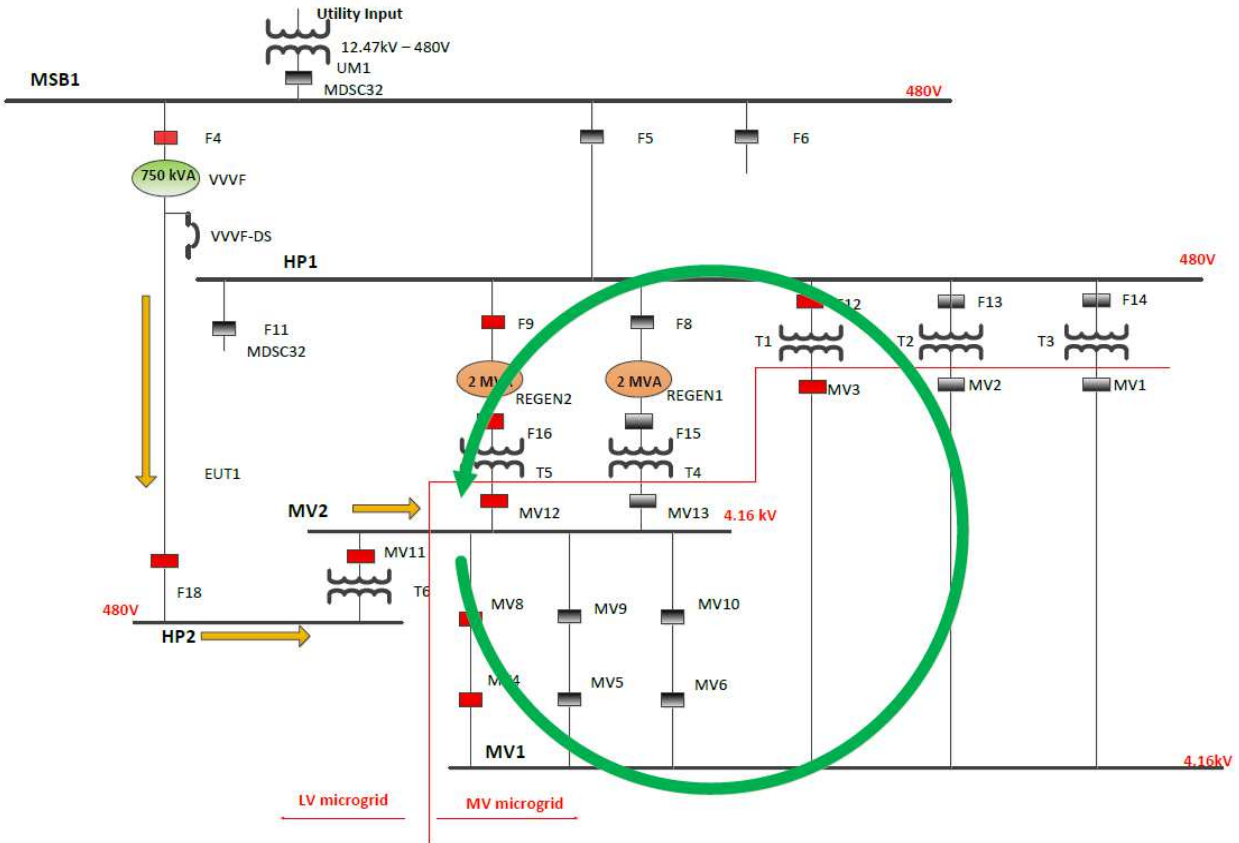 Utility Input
12.47kV – 480V
UM1
MDSC32
MSB1
480V
F4
F5
F6
750 kVA
VVVF
VVVF-DS
HP1
480V
F11
MDSC32
F9
F8
F12
F13
F14
T1
T2
T3
2 MVA
2 MVA
REGEN2
REGEN1
MV3
MV2
MV1
F16
F15
T5
T4
EUT1
MV2
MV12
MV13
4.16 kV
MV11
T6
F18
480V
HP2
MV8
MV9
MV10
MV4
MV5
MV6
MV1
4.16kV
LV microgrid
MV microgrid